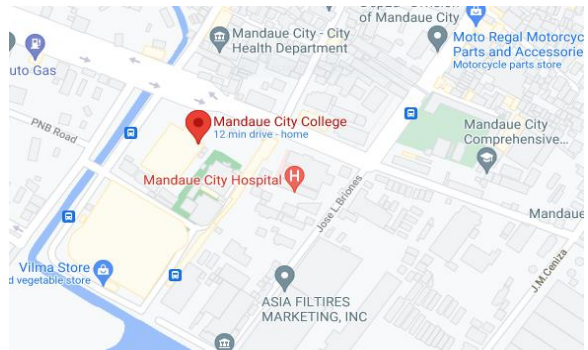 of Mandaue City
Mandaue City - City
Health Department
Moto Regal Motorcyc
Parts and Accessorie
Motorcycle parts store
uto Gas
PNB Road
Mandaue City College
12 min drive - home
Mandaue City
Comprehensive...
Mandaue City Hospital
H
Jose L.Briones
Mandaue
J.M.Ceniza
Vilma Store
d vegetable store
ASIA FILTIRES
MARKETING, INC